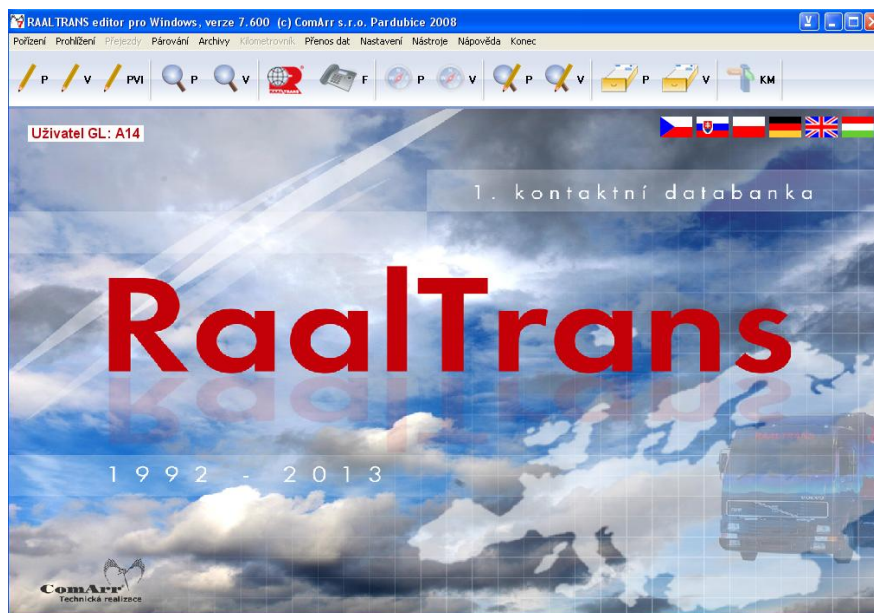 RAALTRANS editor pro Windows, verze 7.600 (c) ComArr s.r.o. Pardubice 2008
Pořízení Prohlížení Přejezdy Párování Archivy Kilometrovník Přenos dat Nastavení Nástroje Nápověda Konec
P V PVI P V F P V P V P V KM
Uživatel GL: A14
1. kontaktní databanka
RaalTrans
1992 - 2013
ComArr
Technická realizace